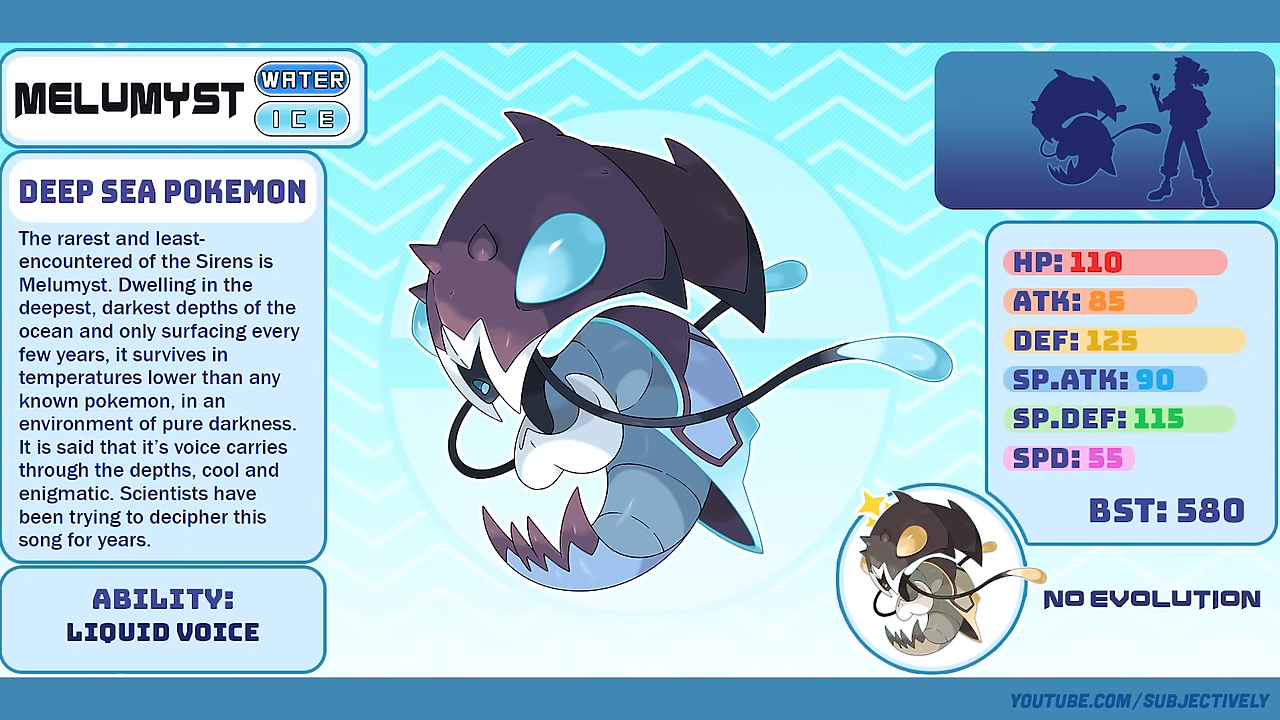 MELUMYST
WATER
ICE
DEEP SEA POKEMON
The rarest and least-
encountered of the Sirens is
Melumyst. Dwelling in the
deepest, darkest depths of the
ocean and only surfacing every
few years, it survives in
temperatures lower than any
known pokemon, in an
environment of pure darkness.
It is said that it's voice carries
through the depths, cool and
enigmatic. Scientists have
been trying to decipher this
song for years.
ABILITY:
LIQUID VOICE
HP: 110
ATK: 85
DEF: 125
SP.ATK: 90
SP.DEF: 115
SPD: 55
BST: 580
NO EVOLUTION
YOUTUBE.COM/SUBJECTIVELY